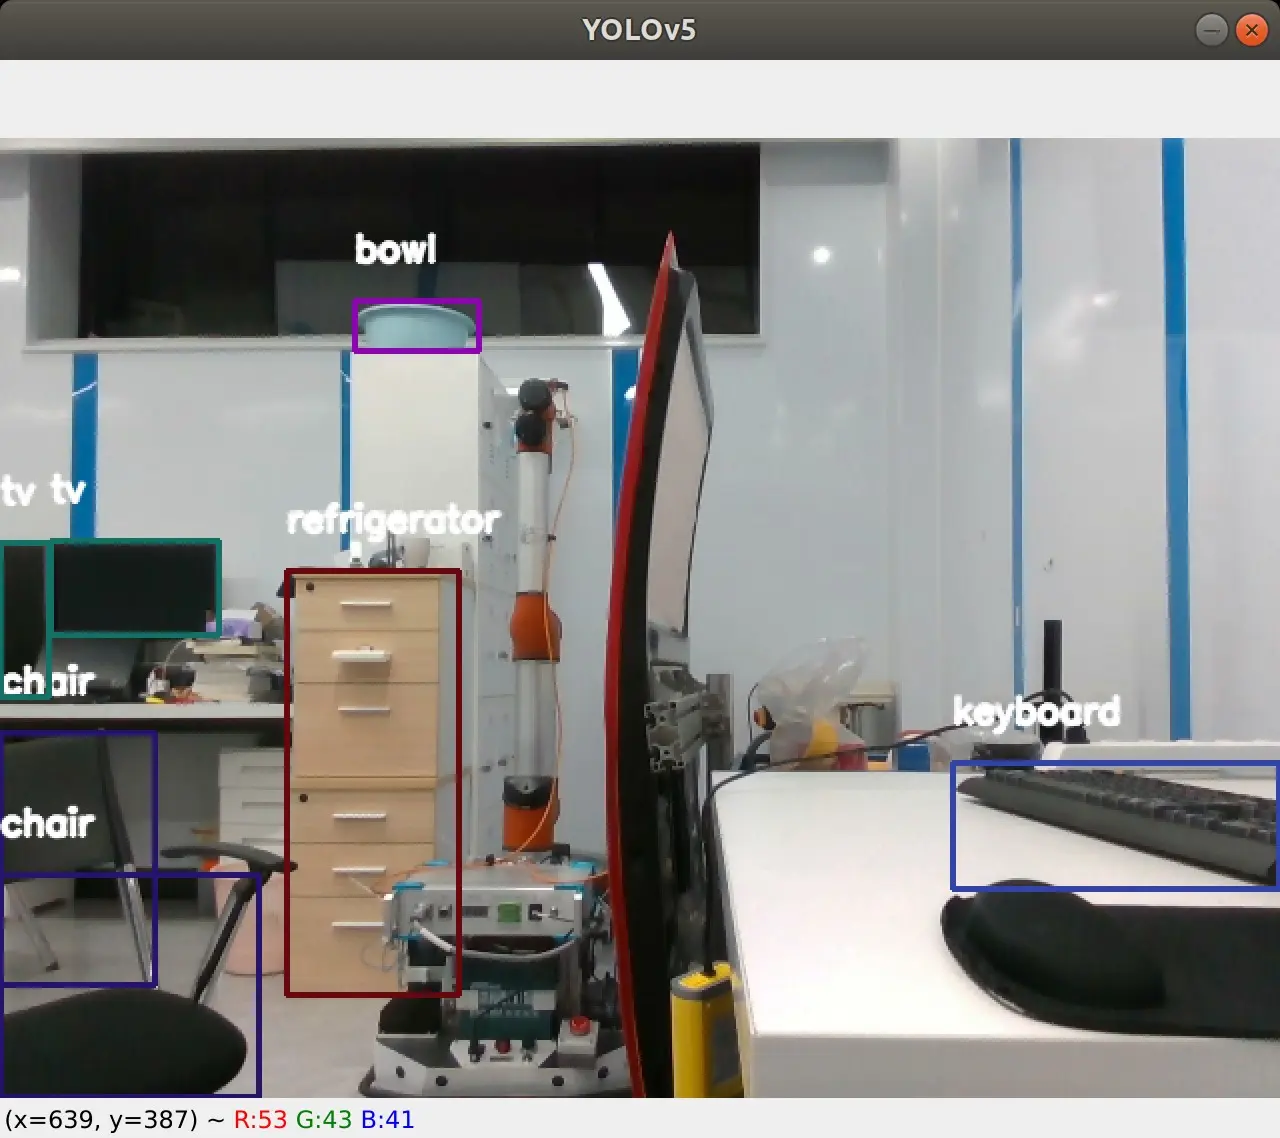 YOLOv5
bowl
tv tv
refrigerator
chair
keyboard
chair
(x=639, y=387) ~ R:53 G:43 B:41